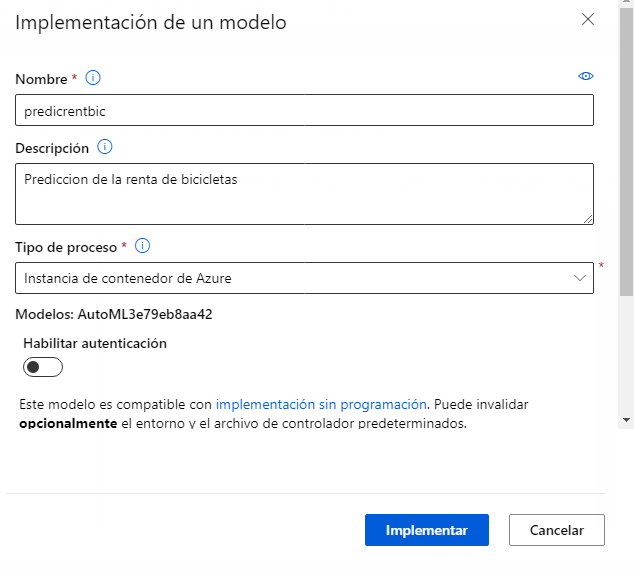 Implementación de un modelo
Nombre *
predicrentbic
Descripción
Prediccion de la renta de bicicletas
Tipo de proceso *
Instancia de contenedor de Azure
*
Modelos: AutoML3e79eb8aa42
Habilitar autenticación
Este modelo es compatible con implementación sin programación. Puede invalidar
opcionalmente el entorno y el archivo de controlador predeterminados.
Implementar Cancelar